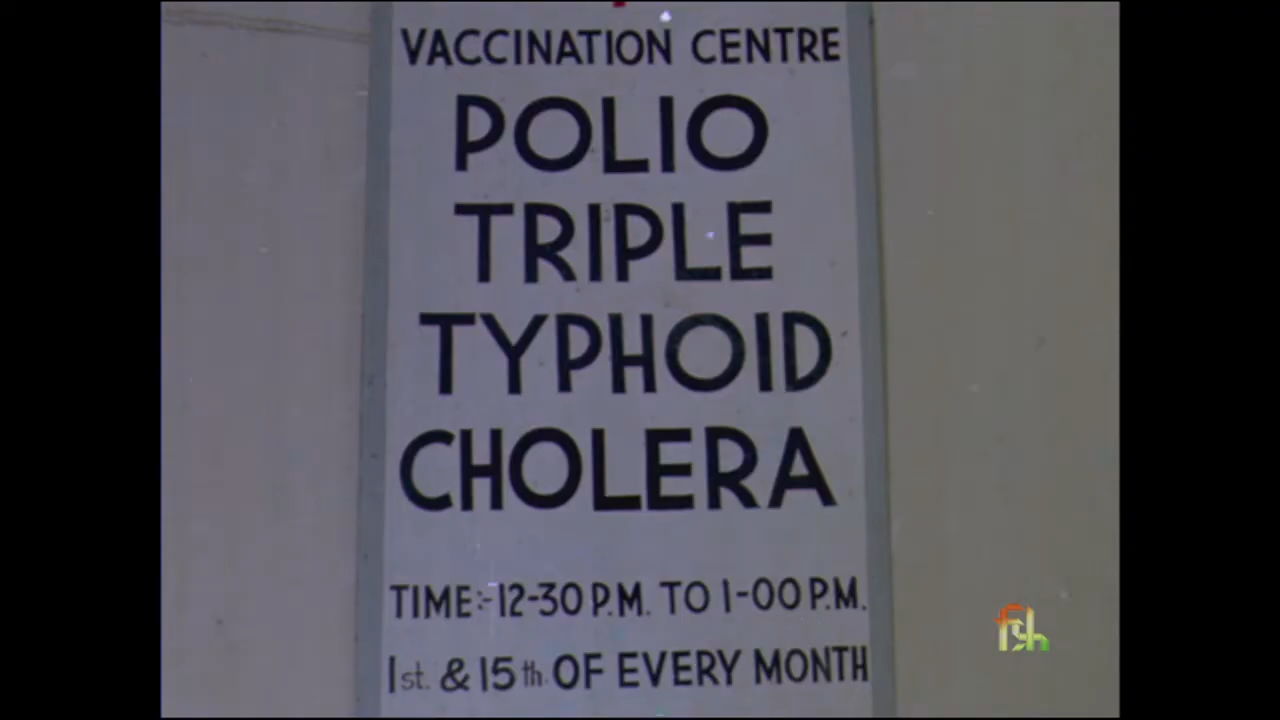 VACCINATION CENTRE
POLIO
TRIPLE
TYPHOID
CHOLERA
TIME:-12-30 P.M. TO 1-00 P.M.
1st. & 15th. OF EVERY MONTH